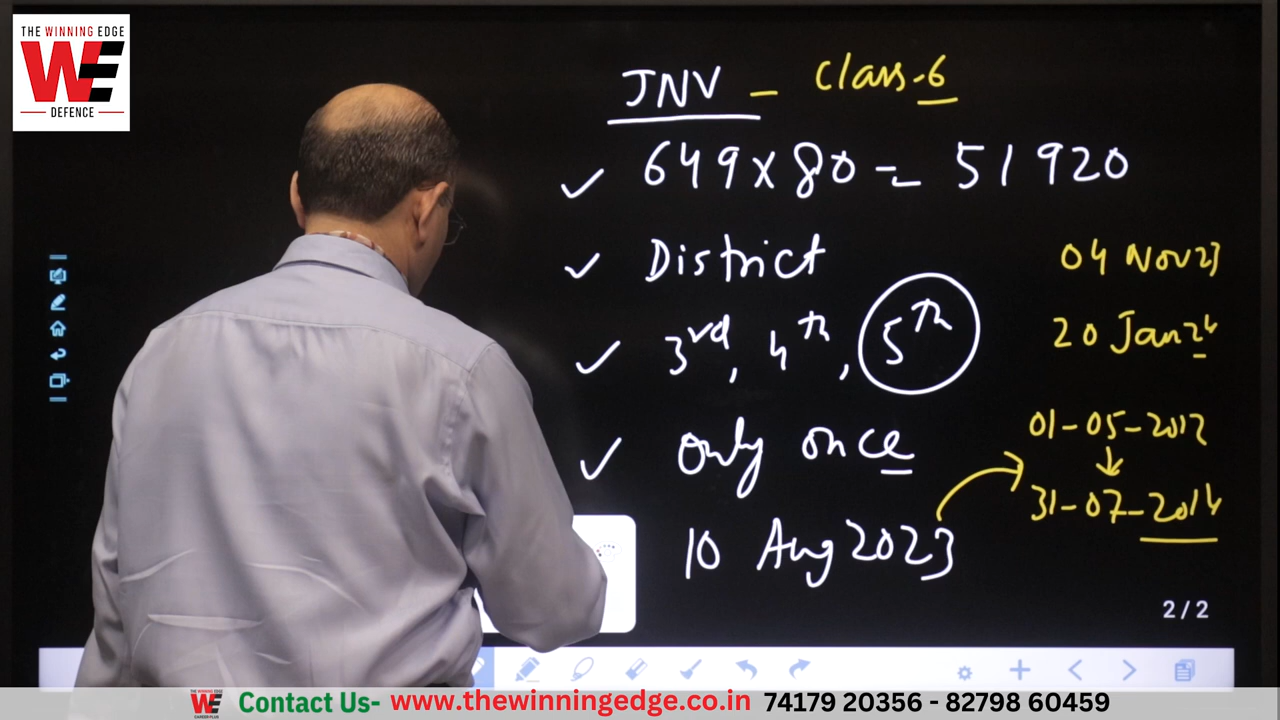 THE WINNING EDGE
WE
DEFENCE
JNV - Class-6
✓ 649x80 = 51920
✓ District
04 Nov 23
✓ 3rd, 4th, 5th
20 Jan 24
✓ Only once
01-05-2012
31-07-2014
10 Aug 2023
2/2
WE
Contact Us- www.thewinningedge.co.in 74179 20356 - 82798 60459